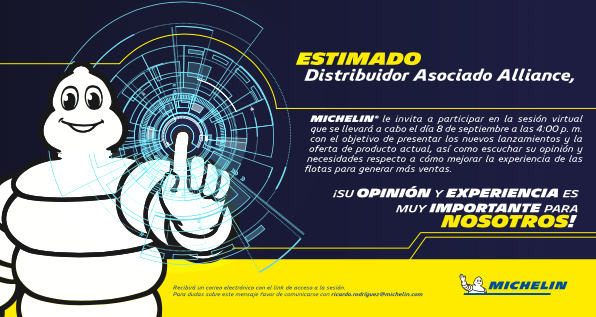 ESTIMADO
Distribuidor Asociado Alliance,
MICHELIN® le invita a participar en la sesión virtual
que se llevará a cabo el día 8 de septiembre a las 4:00 p. m.
con el objetivo de presentar los nuevos lanzamientos y la
oferta de producto actual, así como escuchar su opinión y
necesidades respecto a cómo mejorar la experiencia de las
flotas para generar más ventas.
¡SU OPINIÓN Y EXPERIENCIA ES
MUY IMPORTANTE PARA
NOSOTROS!
Recibirá un correo electrónico con el link de acceso a la sesión.
Para dudas sobre este mensaje favor de comunicarse con ricardo.rodriguez@michelin.com
MICHELIN